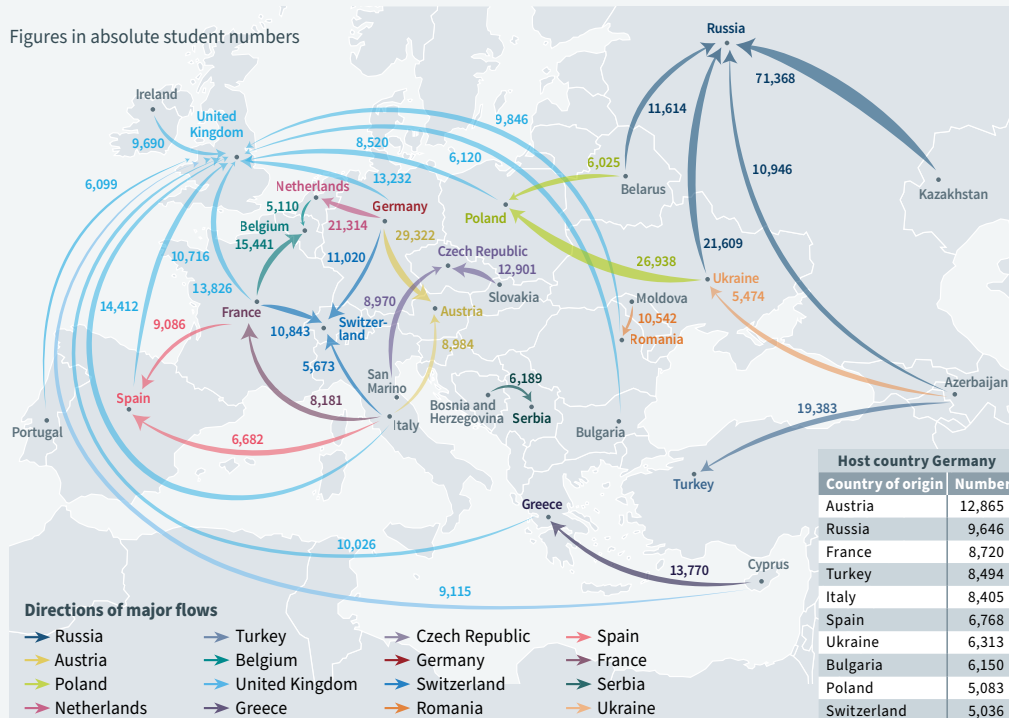 Figures in absolute student numbers
Russia
71,368
11,614
Ireland
9,690
United
Kingdom
9,846
8,520
6,120
6,025
10,946
6,099
13,232
Netherlands
Germany
Belarus
Kazakhstan
5,110
21,314
Poland
Belgium
15,441
29,322
21,609
10,716
11,020
Czech Republic
26,938
12,901
Ukraine
5,474
13,826
8,970
Slovakia
Moldova
14,412
France
Austria
10,542
9,086
10,843
Switzer-
land
8,984
Romania
5,673
San
Marino
6,189
Azerbaijan
Spain
8,181
Bosnia and
Herzegovina
Serbia
19,383
Portugal
Italy
Bulgaria
6,682
Turkey
Greece
10,026
13,770
Cyprus
9,115
Host country Germany
Country of origin Number
Austria 12,865
Russia 9,646
France 8,720
Turkey 8,494
Italy 8,405
Spain 6,768
Ukraine 6,313
Bulgaria 6,150
Poland 5,083
Switzerland 5,036
Directions of major flows
Russia Turkey Czech Republic Spain
Austria Belgium Germany France
Poland United Kingdom Switzerland Serbia
Netherlands Greece Romania Ukraine